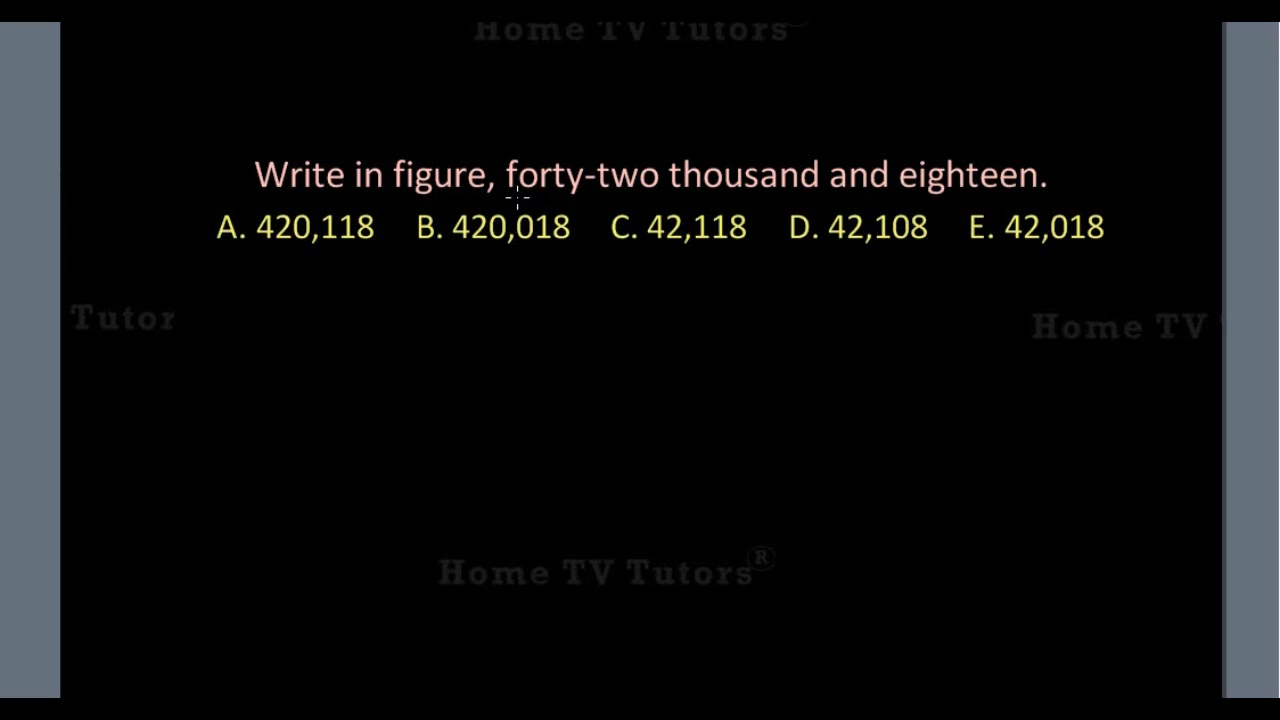 Home TV Tutors
Write in figure, forty-two thousand and eighteen.
A. 420,118 B. 420,018 C. 42,118 D. 42,108 E. 42,018
Tutor
Home TV
Home TV Tutors®